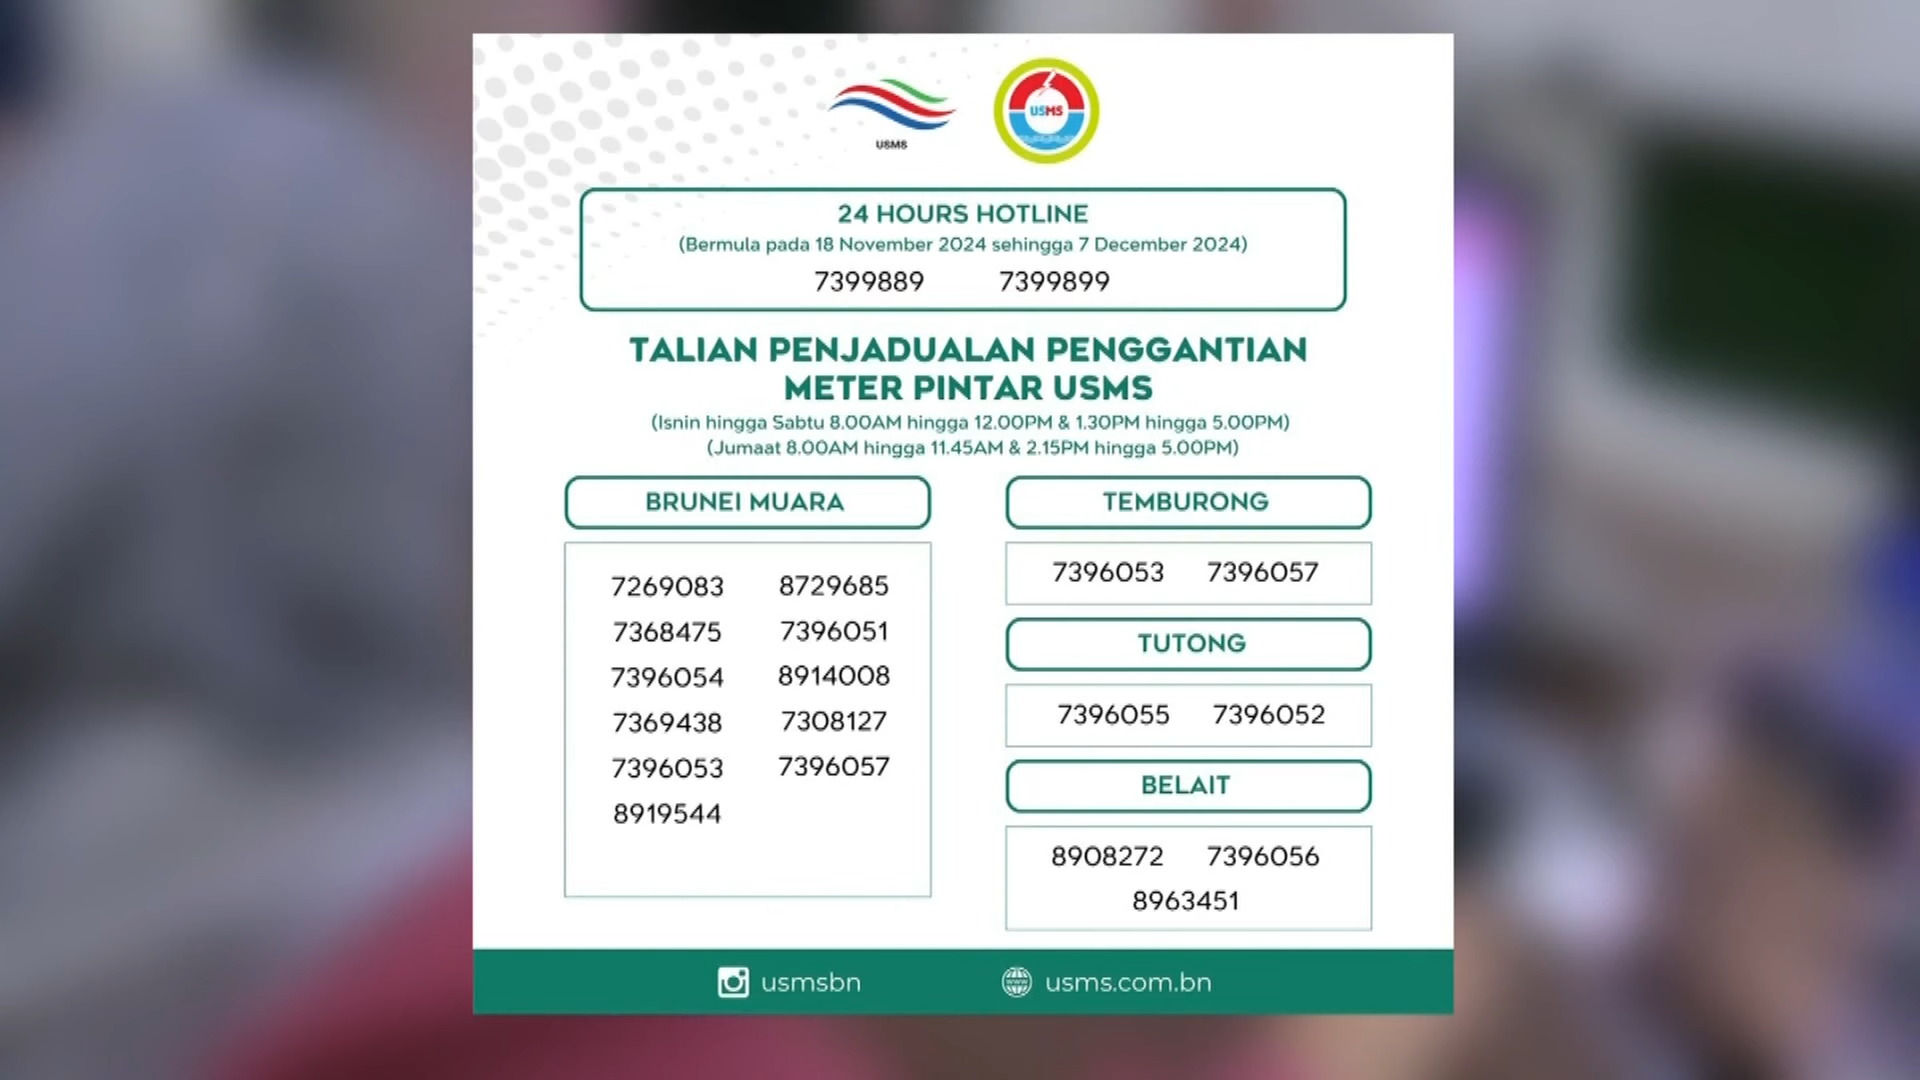 USMS
USMS
24 HOURS HOTLINE
(Bermula pada 18 November 2024 sehingga 7 December 2024)
7399889 7399899
TALIAN PENJADUALAN PENGGANTIAN
METER PINTAR USMS
(Isnin hingga Sabtu 8.00AM hingga 12.00PM & 1.30PM hingga 5.00PM)
(Jumaat 8.00AM hingga 11.45AM & 2.15PM hingga 5.00PM)
BRUNEI MUARA
7269083 8729685
7368475 7396051
7396054 8914008
7369438 7308127
7396053 7396057
8919544
TEMBURONG
7396053 7396057
TUTONG
7396055 7396052
BELAIT
8908272 7396056
8963451
usmsbn
www
usms.com.bn